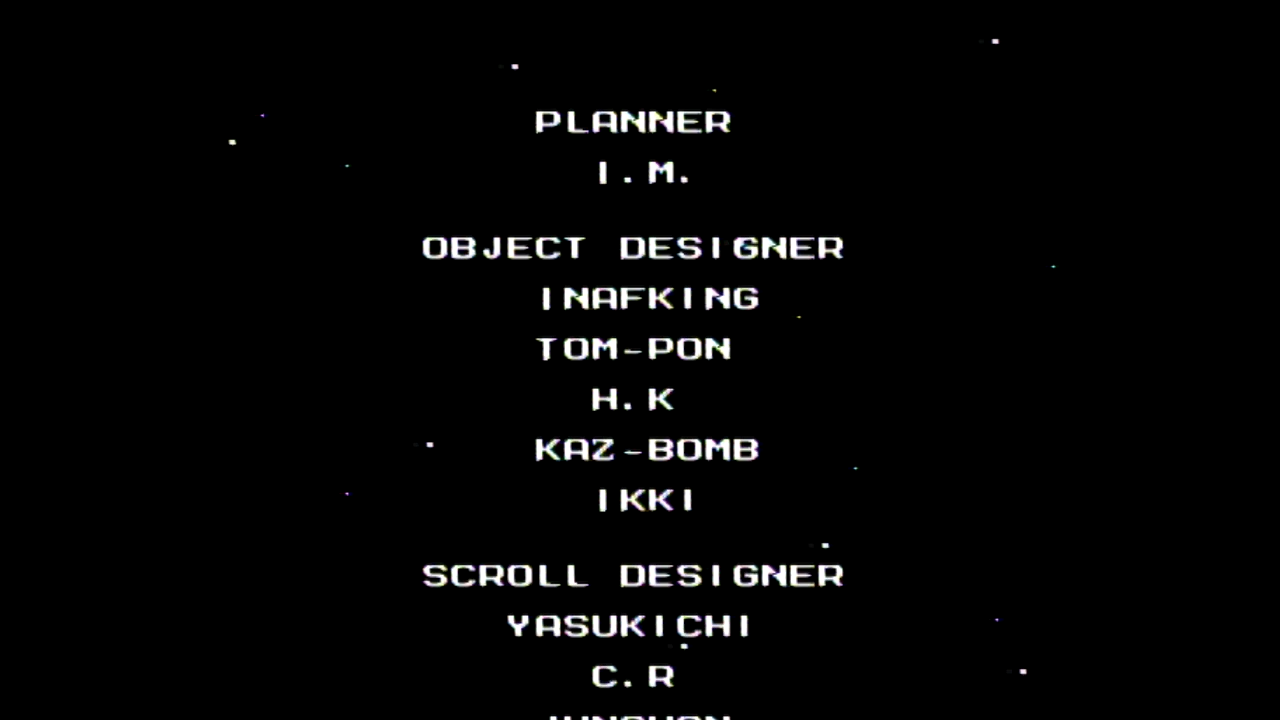 PLANNER
I.M.
OBJECT DESIGNER
INAFKING
TOM-PON
H.K
KAZ-BOMB
IKKI
SCROLL DESIGNER
YASUKICHI
C.R